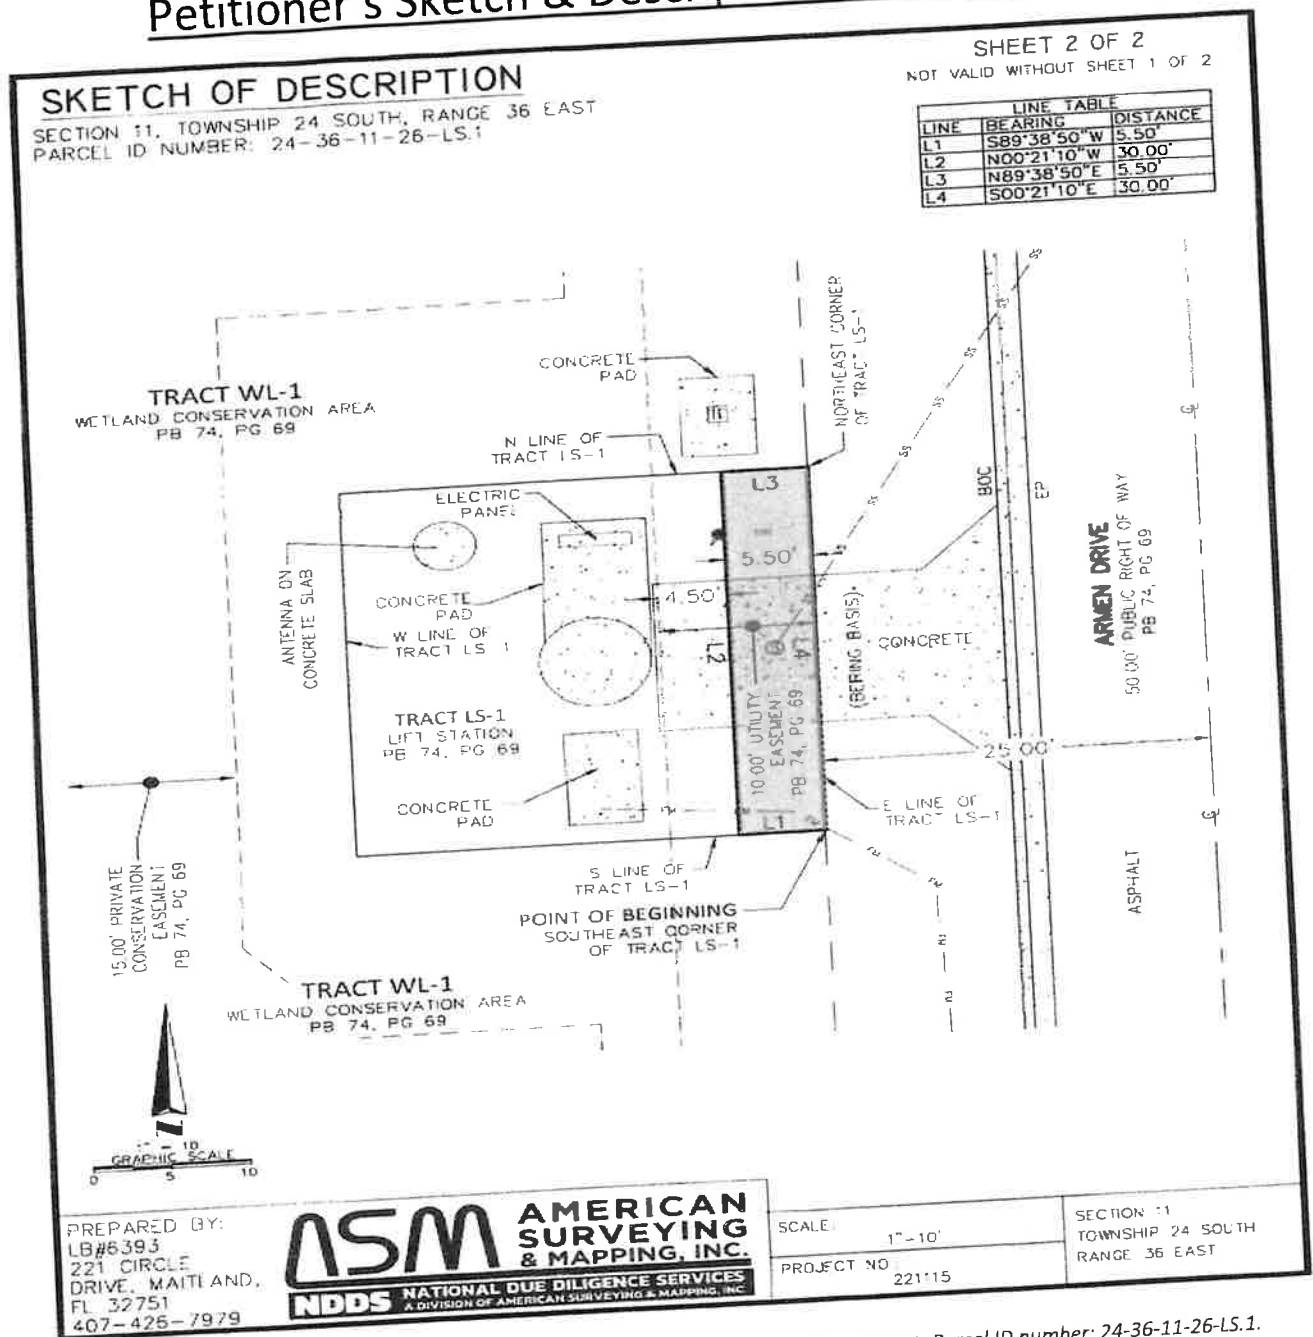 Petitioner's Sketch &
SKETCH OF DESCRIPTION
SECTION 11, TOWNSHIP 24 SOUTH, RANGE 36 EAST
PARCEL ID NUMBER: 24-36-11-26-LS.1
SHEET 2 OF 2
NOT VALID WITHOUT SHEET 1 OF 2
LINE TABLE
LINE BEARING DISTANCE
L1 S89°38'50"W 5.50'
L2 N00°21'10"W 30.00'
L3 N89°38'50"E 5.50'
L4 S00°21'10"E 30.00'
TRACT WL-1
WETLAND CONSERVATION AREA
PB 74, PG 69
CONCRETE
PAD
NORTHEAST CORNER
OF TRACT LS-1
N LINE OF
TRACT LS-1
L3
ELECTRIC
PANEL
ANTENNA ON
CONCRETE SLAB
CONCRETE
PAD
W LINE OF
TRACT LS-1
5.50'
4.50'
L2
L4
(BERING BASIS)
CONCRETE
BOC
EP
ARMEN DRIVE
50.00' PUBLIC RIGHT OF WAY
PB 74, PG 69
SS
SS
SS
SS
SS
TRACT LS-1
LIFT STATION
PB 74, PG 69
10.00' UTILITY
EASEMENT
PB 74, PG 69
25.00'
CONCRETE
PAD
L1
E LINE OF
TRACT LS-1
S LINE OF
TRACT LS-1
POINT OF BEGINNING
SOUTHEAST CORNER
OF TRACT LS-1
ASPHALT
15.00' PRIVATE
CONSERVATION
EASEMENT
PB 74, PG 69
TRACT WL-1
WETLAND CONSERVATION AREA
PB 74, PG 69
GRAPHIC SCALE
0 5 10
PREPARED BY:
LB#6393
221 CIRCLE
DRIVE, MAITLAND,
FL 32751
407-426-7979
ASM
AMERICAN
SURVEYING
& MAPPING, INC.
NDDS
NATIONAL DUE DILIGENCE SERVICES
A DIVISION OF AMERICAN SURVEYING & MAPPING, INC.
SCALE:
1"=10'
PROJECT NO
221115
SECTION 11
TOWNSHIP 24 SOUTH
RANGE 36 EAST
Parcel ID number: 24-36-11-26-LS.1.